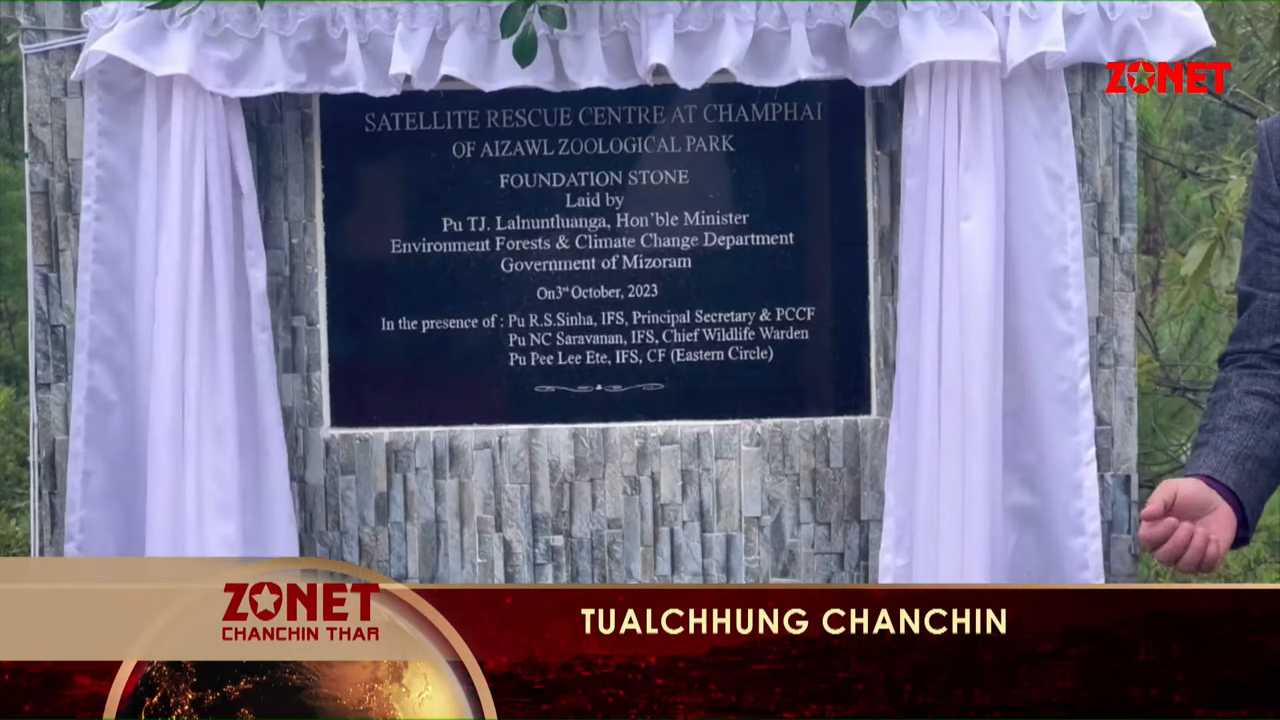 ZONET
SATELLITE RESCUE CENTRE AT CHAMPHAI
OF AIZAWL ZOOLOGICAL PARK
FOUNDATION STONE
Laid by
Pu TJ. Lalnuntluanga, Hon'ble Minister
Environment Forests & Climate Change Department
Government of Mizoram
On 3rd October, 2023
In the presence of : Pu R.S.Sinha, IFS, Principal Secretary & PCCF
Pu NC Saravanan, IFS, Chief Wildlife Warden
Pu Pee Lee Ete, IFS, CF (Eastern Circle)
ZONET
CHANCHIN THAR
TUALCHHUNG CHANCHIN